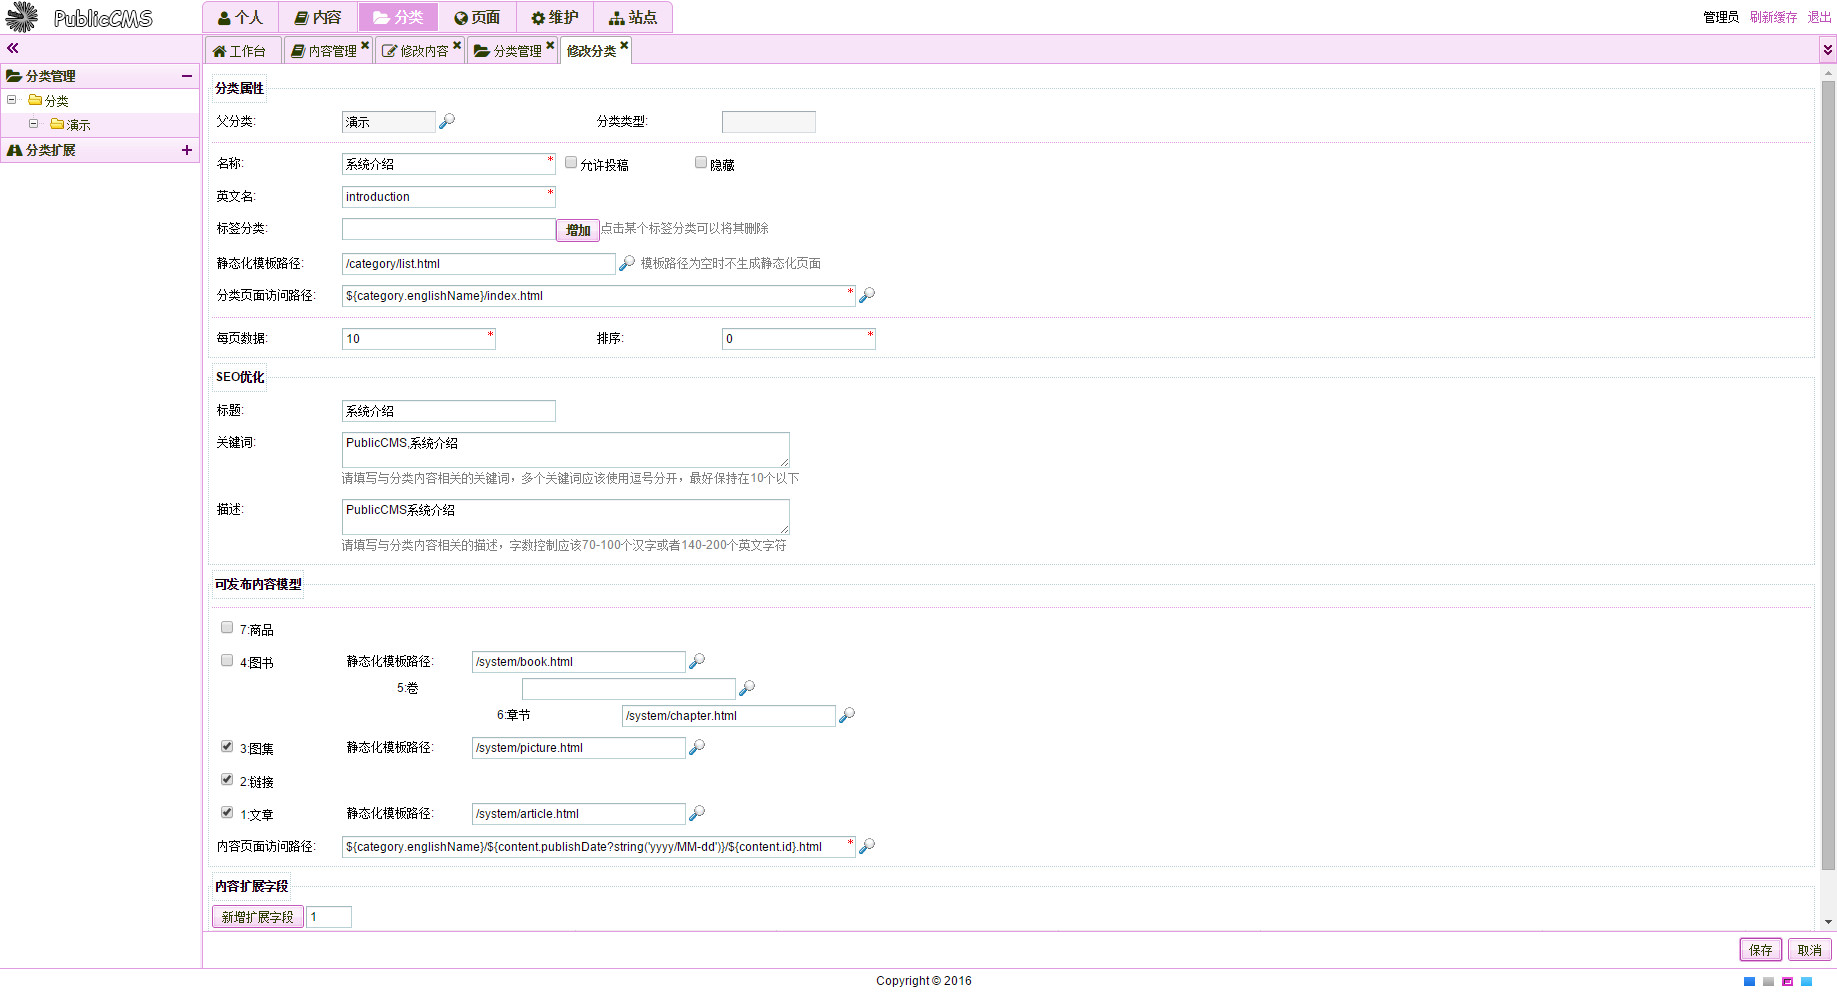 PublicCMS
个人 内容 分类 页面 维护 站点
管理员 刷新缓存 退出
工作台 内容管理 修改内容 分类管理 修改分类
分类管理
分类
演示
分类扩展
分类属性
父分类: 演示 分类类型:
名称: 系统介绍 * 允许投稿 隐藏
英文名: introduction *
标签分类: 增加 点击某个标签分类可以将其删除
静态化模板路径: /category/list.html 模板路径为空时不生成静态化页面
分类页面访问路径: ${category.englishName}/index.html *
每页数据: 10 * 排序: 0 *
SEO优化
标题: 系统介绍
关键词: PublicCMS,系统介绍
请填写与分类内容相关的关键词，多个关键词应该使用逗号分开，最好保持在10个以下
描述: PublicCMS系统介绍
请填写与分类内容相关的描述，字数控制应该70-100个汉字或者140-200个英文字符
可发布内容模型
7:商品
4:图书 静态化模板路径: /system/book.html
5:卷
6:章节 /system/chapter.html
3:图集 静态化模板路径: /system/picture.html
2:链接
1:文章 静态化模板路径: /system/article.html
内容页面访问路径: ${category.englishName}/${content.publishDate?string('yyyy/MM-dd')}/${content.id}.html *
内容扩展字段
新增扩展字段 1
保存 取消
Copyright © 2016